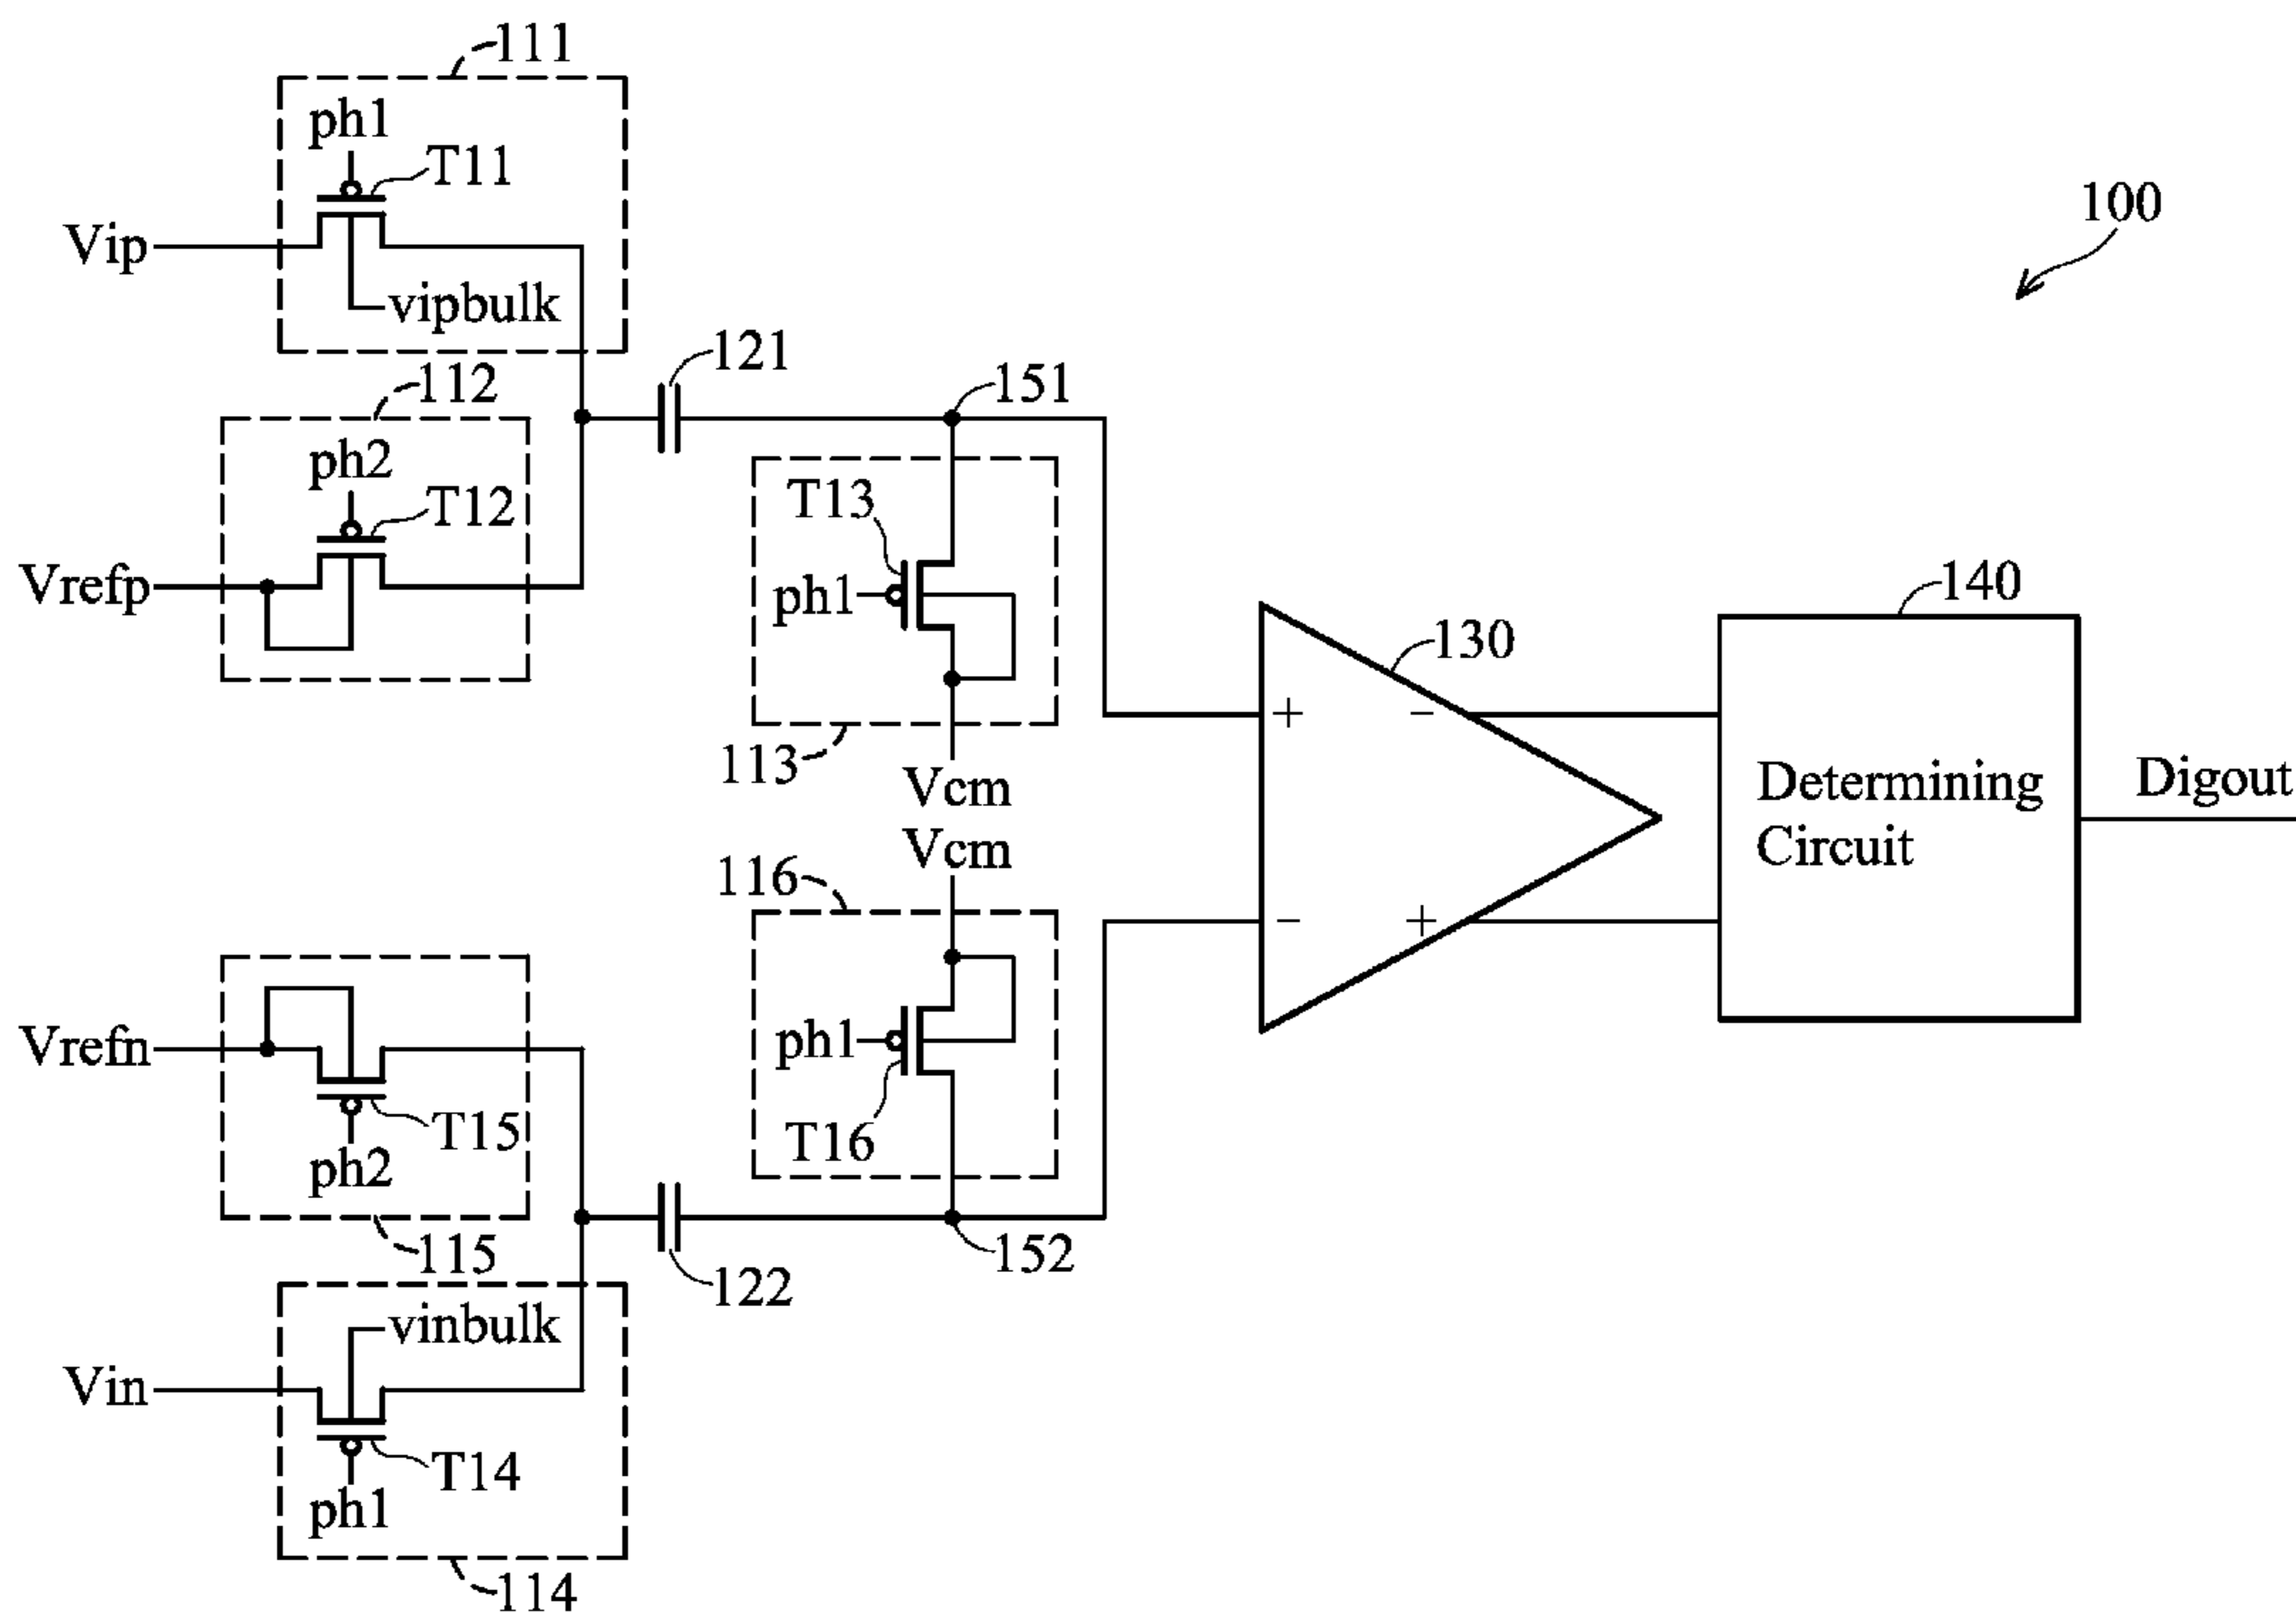 111
ph1
T11
100
Vip
vipbulk
121
112
151
ph2
T13
T12
140
Vrefp
ph1
130
+
−
113
Determining
Circuit
Digout
Vcm
Vcm
116
−
+
Vrefn
ph1
T15
T16
ph2
115
152
122
vinbulk
Vin
T14
ph1
114